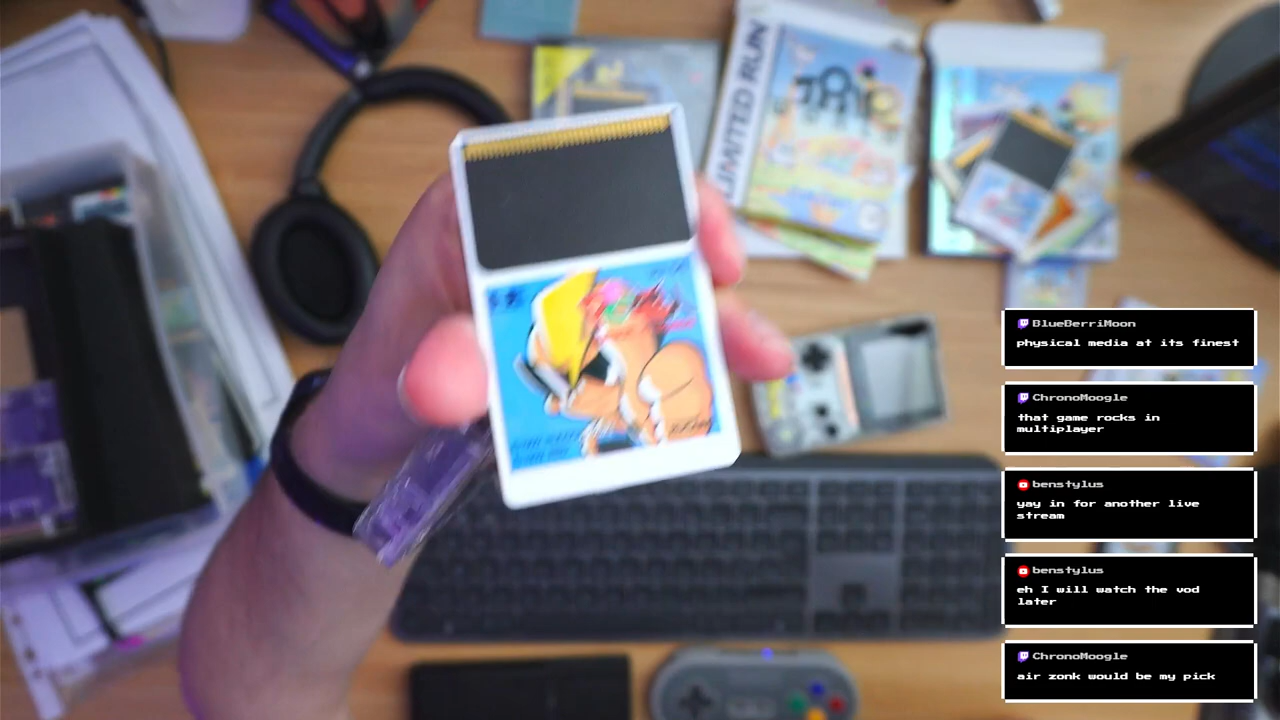 LIMITED RUN
BlueBerriMoon
physical media at its finest
ChronoMoogle
that game rocks in
multiplayer
benstylus
yay in for another live
stream
benstylus
eh I will watch the vod
later
ChronoMoogle
air zonk would be my pick